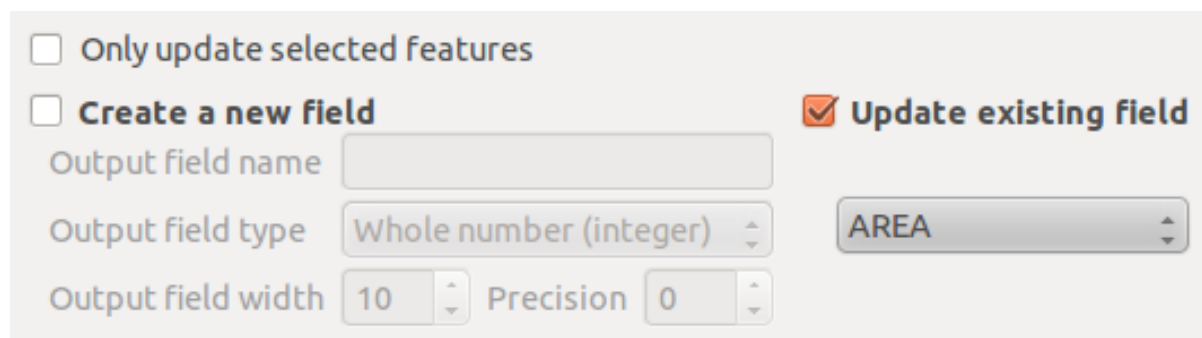 Only update selected features
Create a new field
Update existing field
Output field name
Output field type Whole number (integer)
AREA
Output field width 10 Precision 0